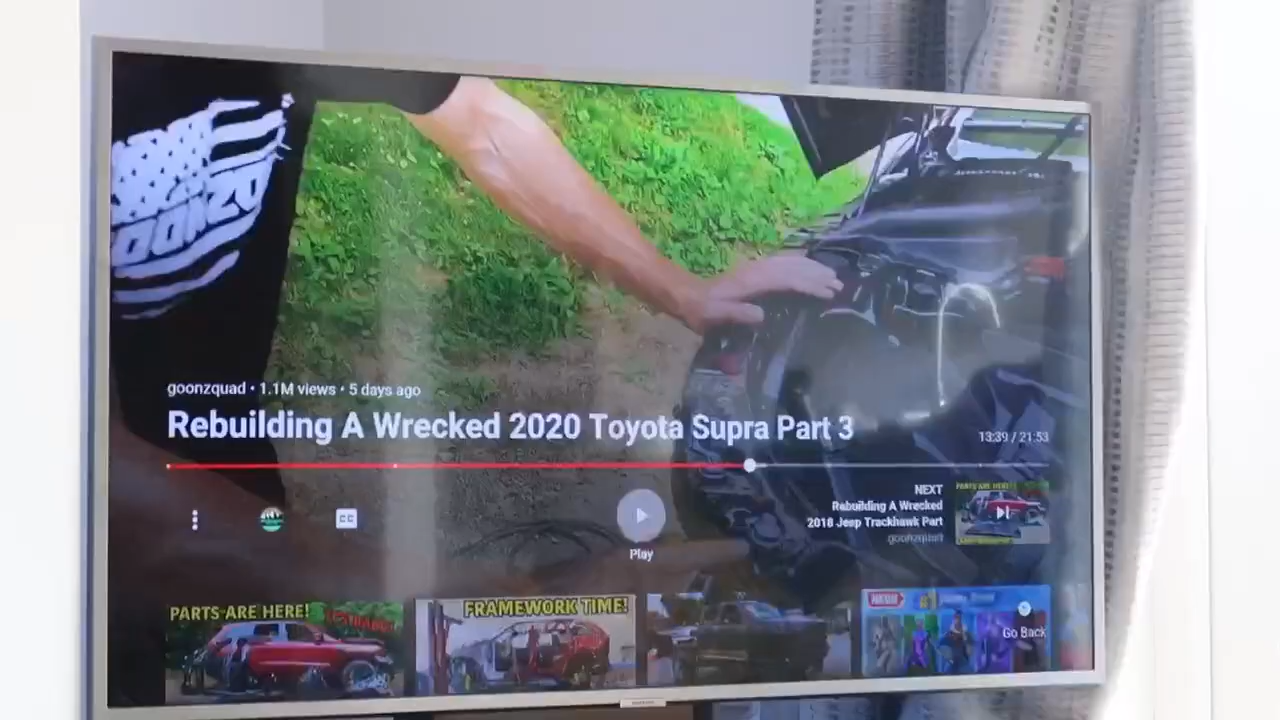 goonzquad • 1.1M views • 5 days ago
Rebuilding A Wrecked 2020 Toyota Supra Part 3
13:39 / 21:53
NEXT
Rebuilding A Wrecked
2018 Jeep Trackhawk Part
goonzquad
CC
Play
PARTS ARE HERE!
FRAMEWORK TIME!
Go Back